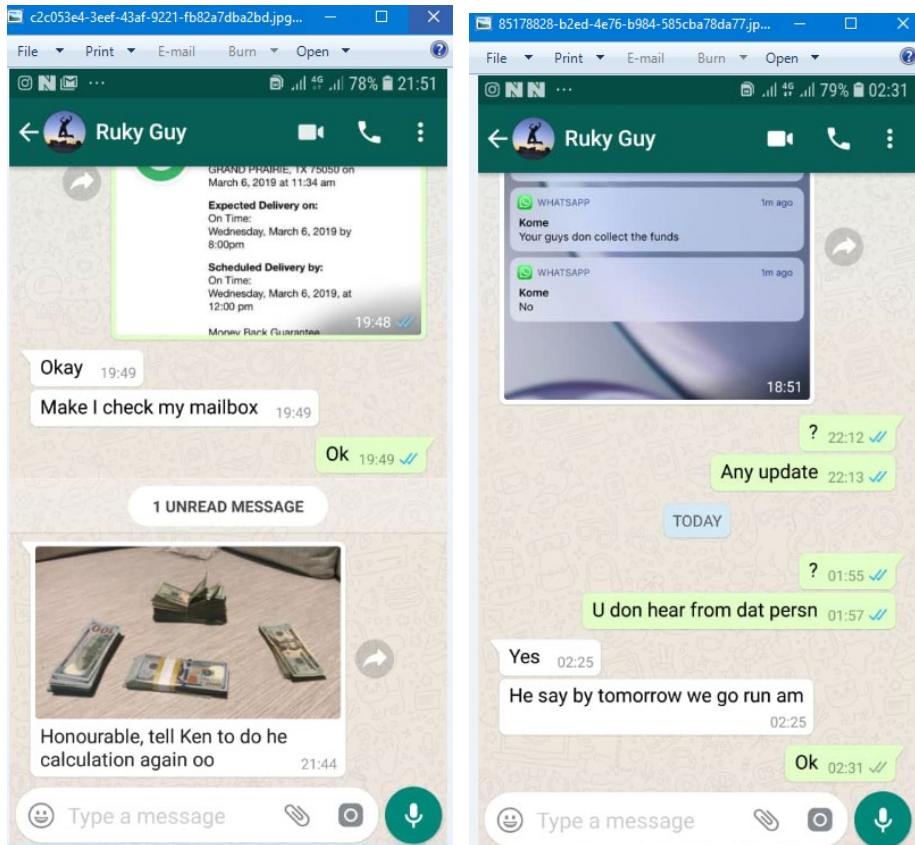 c2c053e4-3eef-43af-9221-fb82a7dba2bd.jpg...
File Print E-mail Burn Open
4G 78% 21:51
Ruky Guy
GRAND PRAIRIE, TX 75050 on
March 6, 2019 at 11:34 am
Expected Delivery on:
On Time:
Wednesday, March 6, 2019 by
8:00pm
Scheduled Delivery by:
On Time:
Wednesday, March 6, 2019, at
12:00 pm
Money Back Guarantee
19:48
Okay 19:49
Make I check my mailbox 19:49
Ok 19:49
1 UNREAD MESSAGE
Honourable, tell Ken to do he
calculation again oo 21:44
Type a message
85178828-b2ed-4e76-b984-585cba78da77.jp...
File Print E-mail Burn Open
4G 79% 02:31
Ruky Guy
WHATSAPP 1m ago
Kome
Your guys don collect the funds
WHATSAPP 1m ago
Kome
No
18:51
? 22:12
Any update 22:13
TODAY
? 01:55
U don hear from dat persn 01:57
Yes 02:25
He say by tomorrow we go run am
02:25
Ok 02:31
Type a message